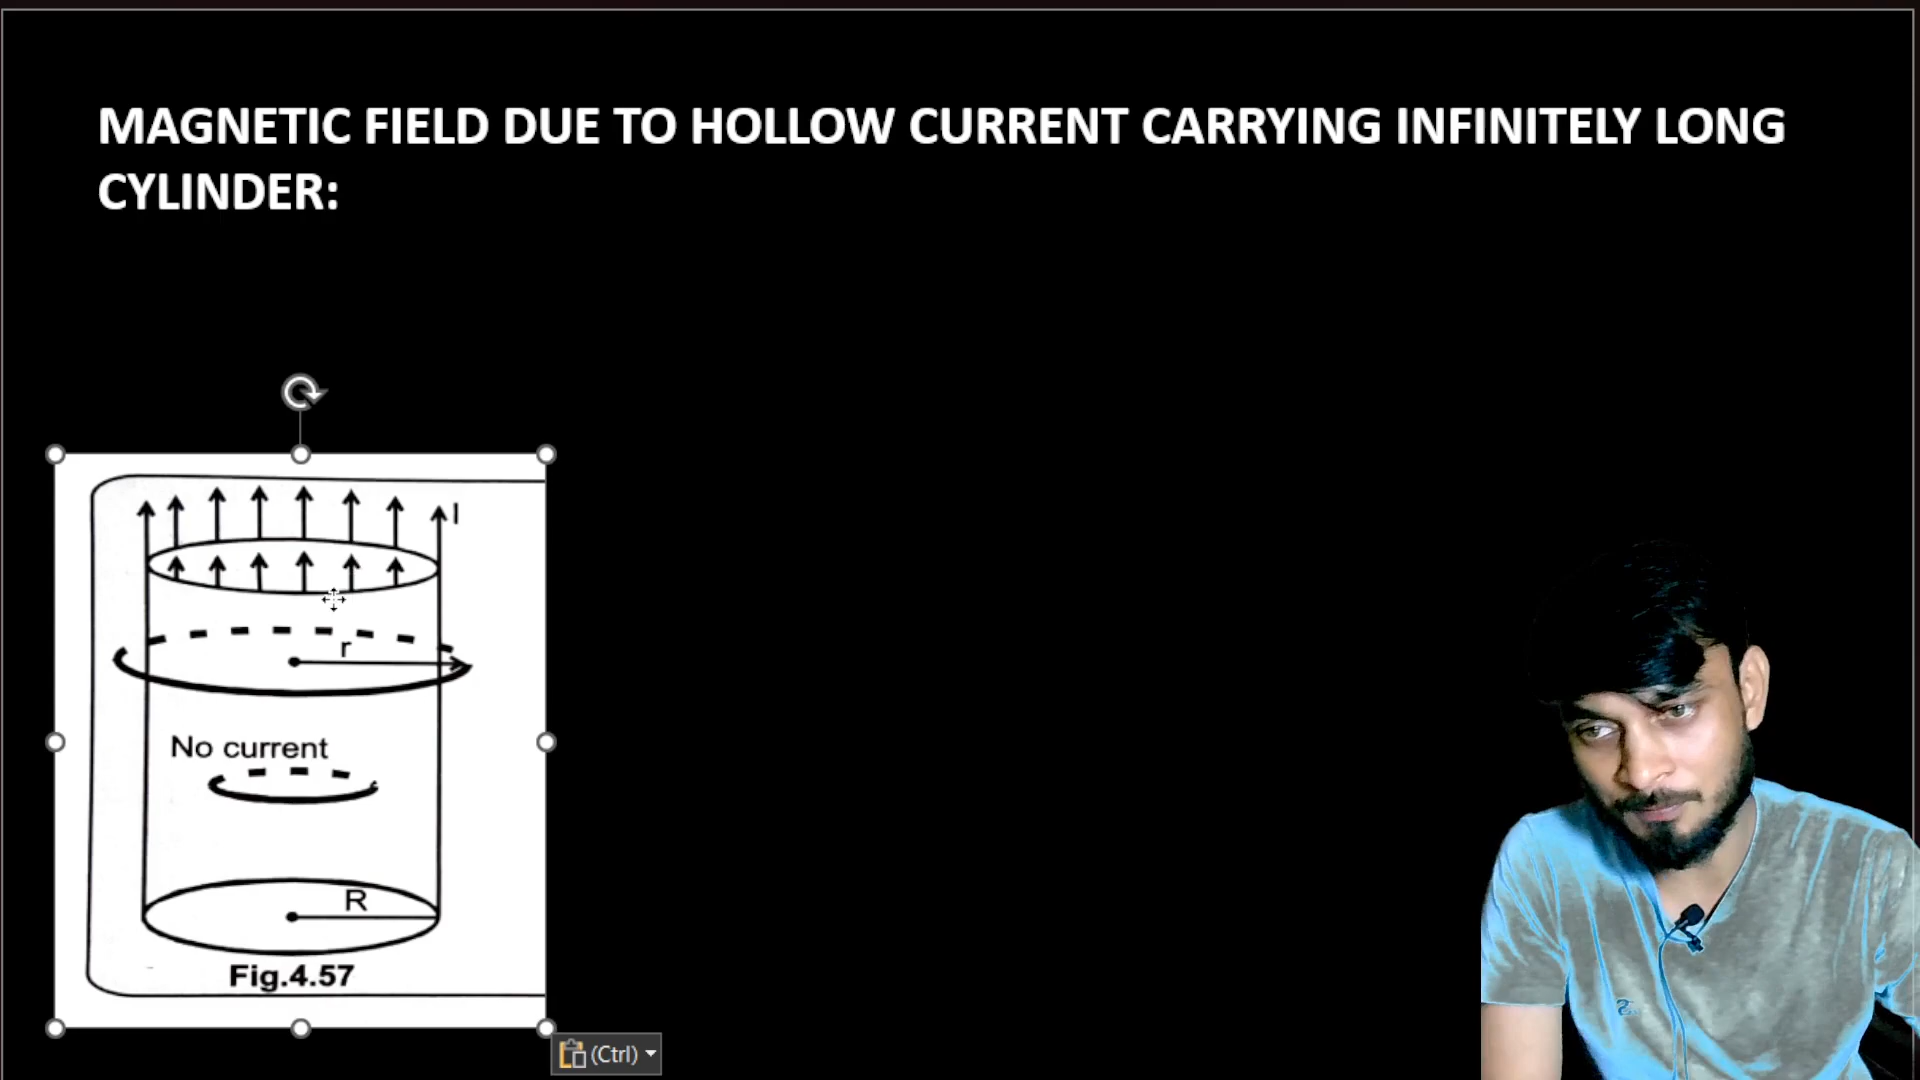 MAGNETIC FIELD DUE TO HOLLOW CURRENT CARRYING INFINITELY LONG
CYLINDER:
I
r
No current
R
Fig.4.57
(Ctrl)